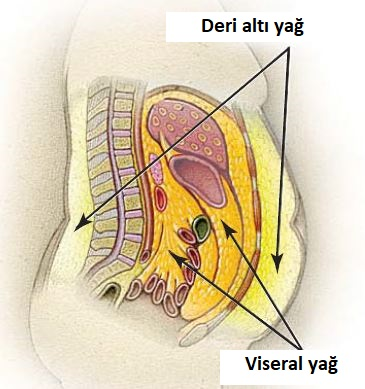 Deri altı yağ
Viseral yağ